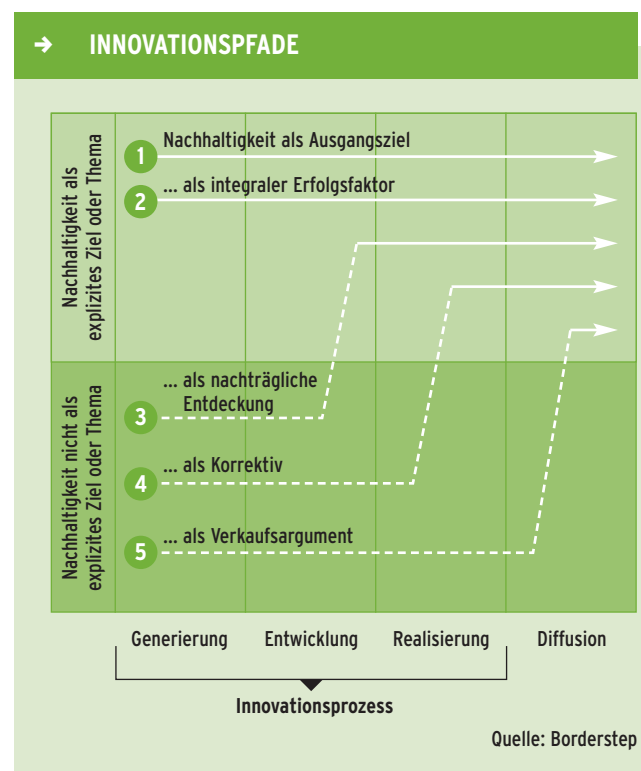 → INNOVATIONSPFADE
Nachhaltigkeit als
explizites Ziel oder Thema
1 Nachhaltigkeit als Ausgangsziel
2 ... als integraler Erfolgsfaktor
Nachhaltigkeit nicht als
explizites Ziel oder Thema
3 ... als nachträgliche
Entdeckung
4 ... als Korrektiv
5 ... als Verkaufsargument
Generierung Entwicklung Realisierung Diffusion
Innovationsprozess
Quelle: Borderstep